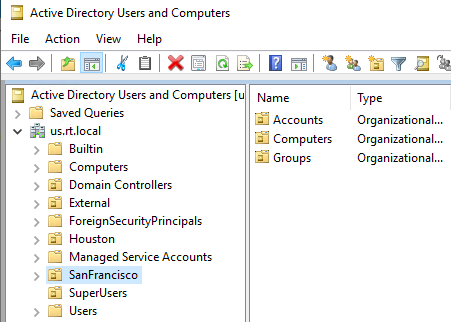 Active Directory Users and Computers
File Action View Help
Active Directory Users and Computers [u
Saved Queries
us.rt.local
Builtin
Computers
Domain Controllers
External
ForeignSecurityPrincipals
Houston
Managed Service Accounts
SanFrancisco
SuperUsers
Users
Name Type
Accounts Organizational...
Computers Organizational...
Groups Organizational...